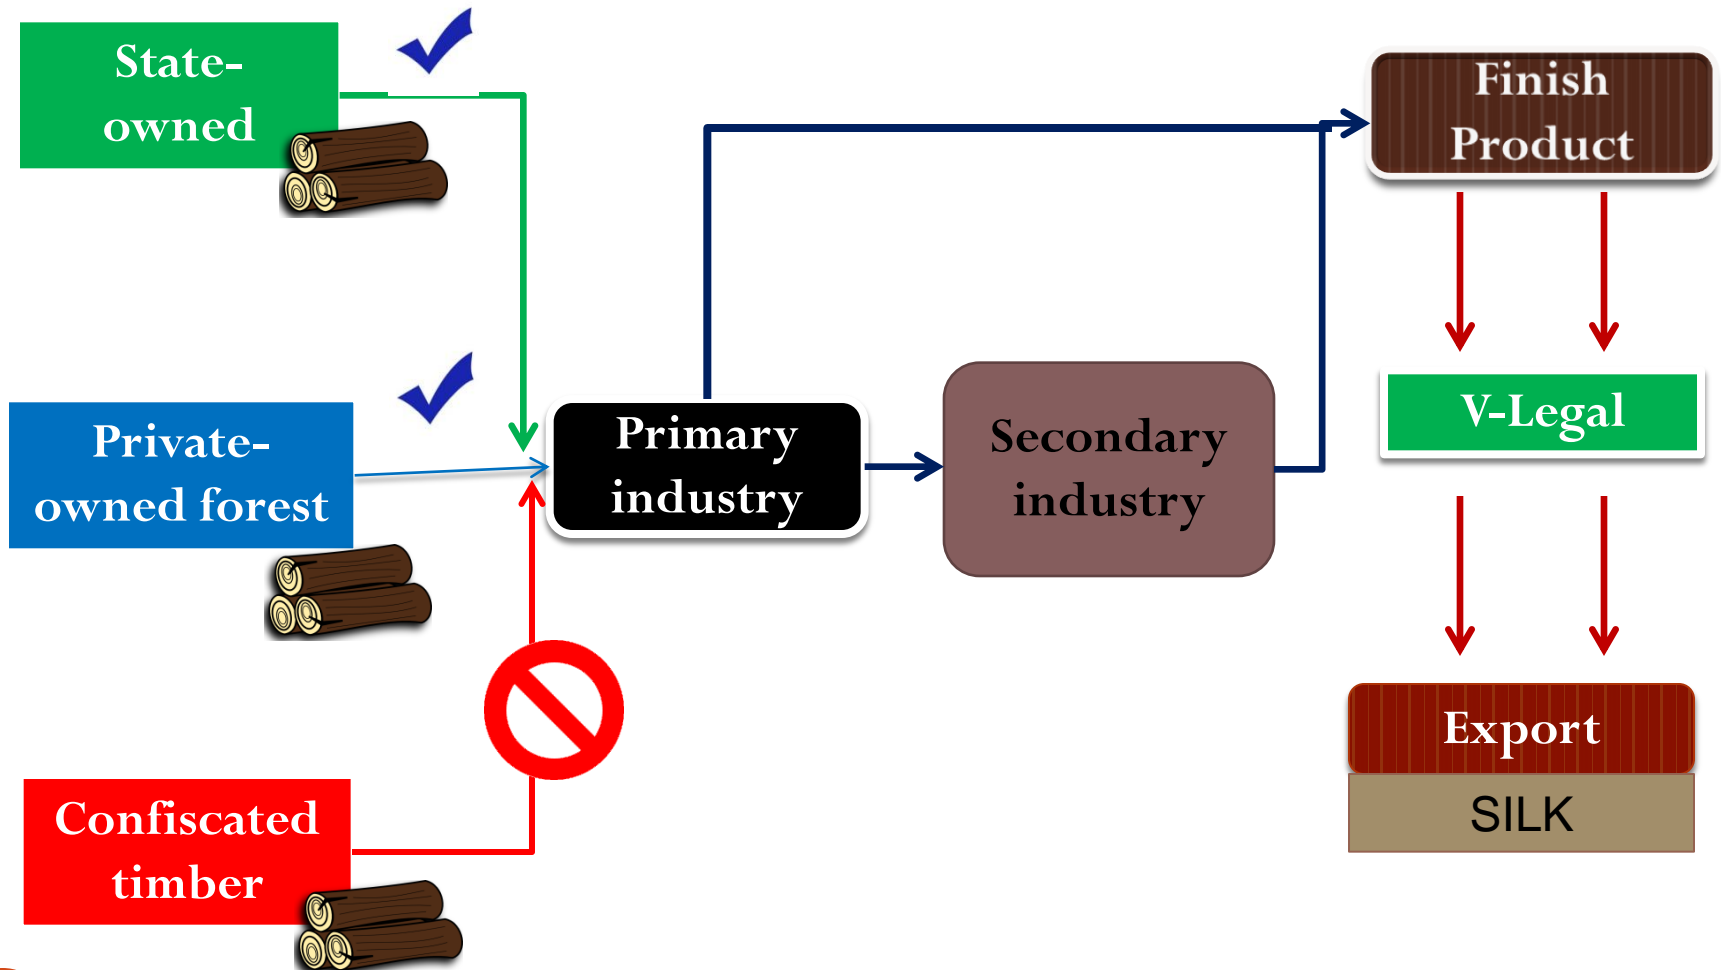 State-
owned
Private-
owned forest
Confiscated
timber
Primary
industry
Secondary
industry
Finish
Product
V-Legal
Export
SILK